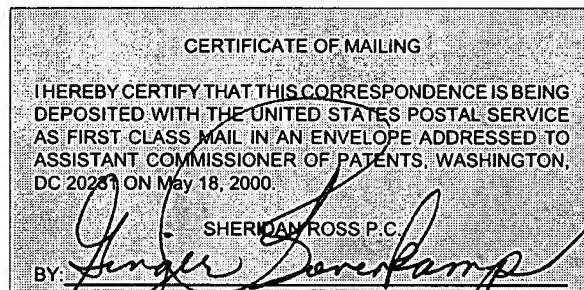 CERTIFICATE OF MAILING
I HEREBY CERTIFY THAT THIS CORRESPONDENCE IS BEING
DEPOSITED WITH THE UNITED STATES POSTAL SERVICE
AS FIRST CLASS MAIL IN AN ENVELOPE ADDRESSED TO
ASSISTANT COMMISSIONER OF PATENTS, WASHINGTON,
DC 20231 ON May 18, 2000.
SHERIDAN ROSS P.C.
BY: Ginger